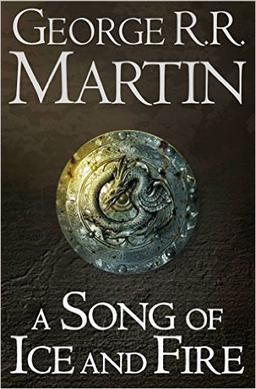 GEORGE R.R.
MARTIN
A SONG OF
ICE AND FIRE